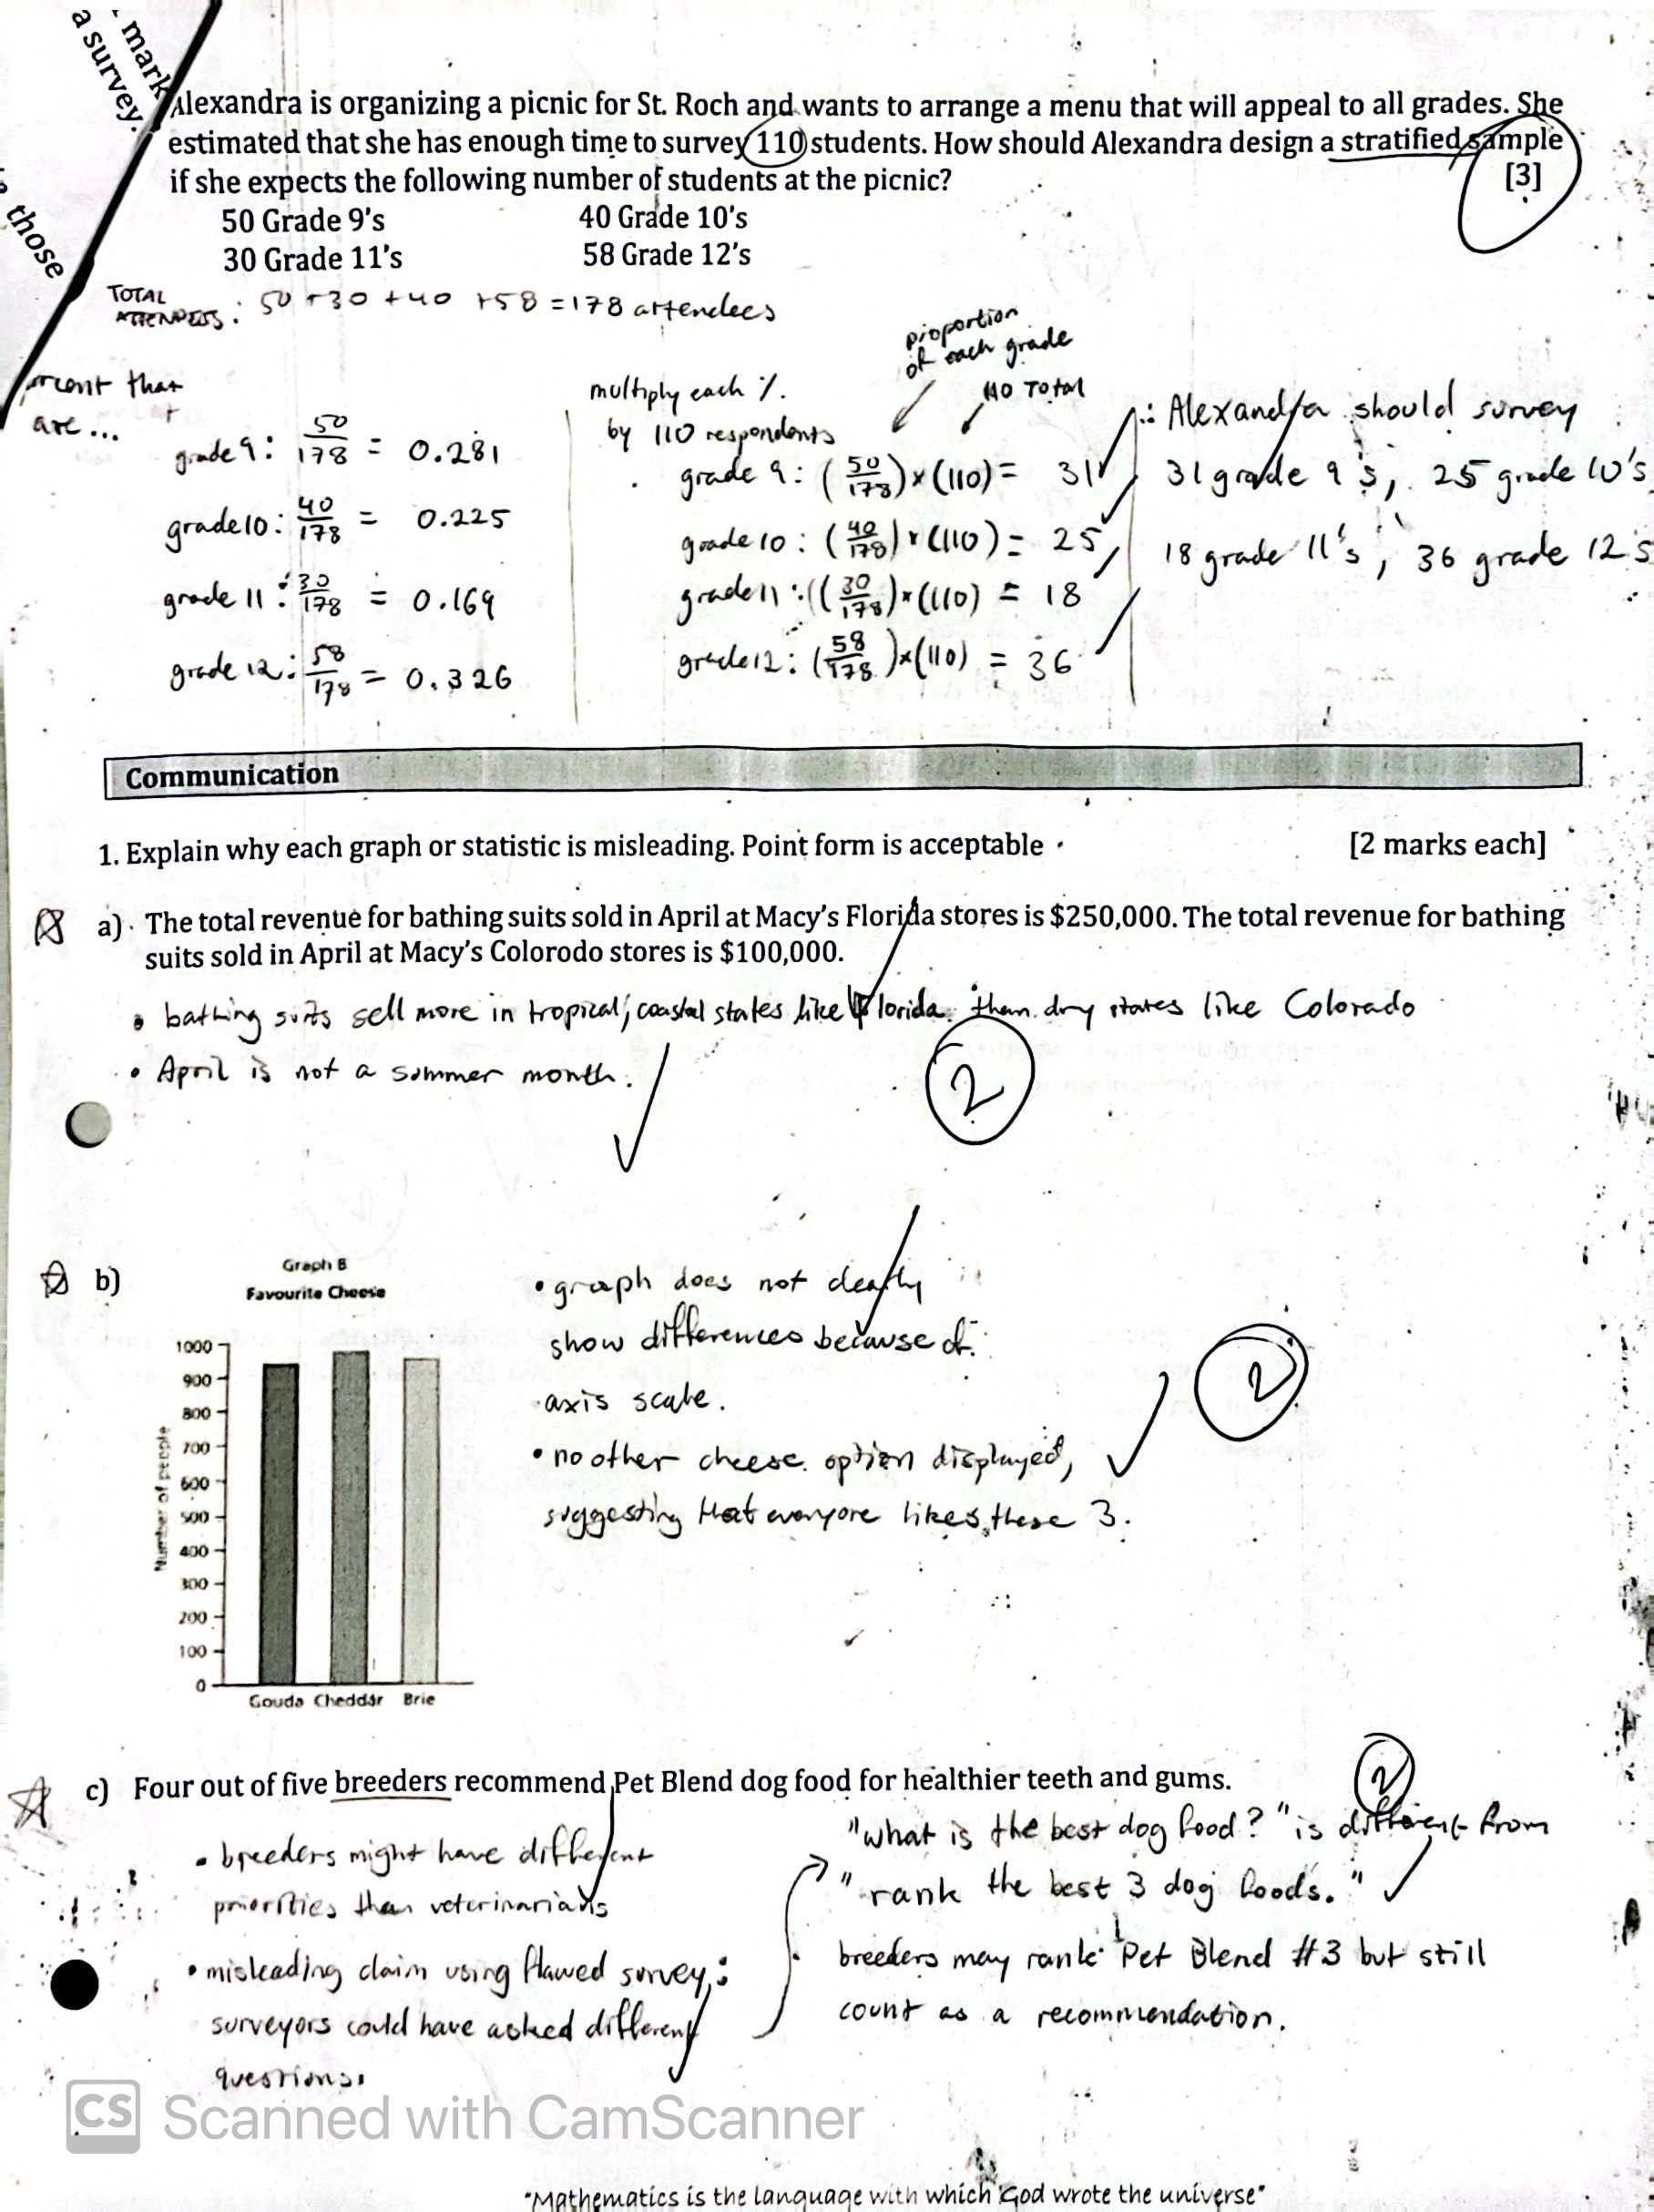 mark
a survey.
those
Alexandra is organizing a picnic for St. Roch and wants to arrange a menu that will appeal to all grades. She
estimated that she has enough time to survey 110 students. How should Alexandra design a stratified sample
if she expects the following number of students at the picnic?
[3]
50 Grade 9's 40 Grade 10's
30 Grade 11's 58 Grade 12's
TOTAL
ATTENDEES: 50 + 30 + 40 + 58 = 178 attendees
percent that
are...
grade 9: 50/178 = 0.281
grade 10: 40/178 = 0.225
grade 11: 30/178 = 0.169
grade 12: 58/178 = 0.326
proportion
of each grade
110 Total
multiply each %.
by 110 respondents
grade 9: (50/178)x(110) = 31
grade 10: (40/178)x(110) = 25
grade 11: ((30/178)x(110) = 18
grade 12: (58/178)x(110) = 36
∴ Alexandra should survey
31 grade 9's, 25 grade 10's
18 grade 11's, 36 grade 12's
Communication
1. Explain why each graph or statistic is misleading. Point form is acceptable [2 marks each]
a) The total revenue for bathing suits sold in April at Macy's Florida stores is $250,000. The total revenue for bathing
suits sold in April at Macy's Colorodo stores is $100,000.
• bathing suits sell more in tropical, coastal states like Florida than dry states like Colorado
• April is not a summer month.
2
b)
Graph B
Favourite Cheese
Number of people
1000
900
800
700
600
500
400
300
200
100
0
Gouda Cheddar Brie
• graph does not clearly
show differences because of
axis scale.
• no other cheese option displayed,
suggesting that everyone likes these 3.
2
c) Four out of five breeders recommend Pet Blend dog food for healthier teeth and gums.
2
• breeders might have different
priorities than veterinarians
• misleading claim using flawed survey:
surveyors could have asked different
questions.
"what is the best dog food?" is different from
"rank the best 3 dog foods."
breeders may rank Pet Blend #3 but still
count as a recommendation.
CS Scanned with CamScanner
"Mathematics is the language with which God wrote the universe"